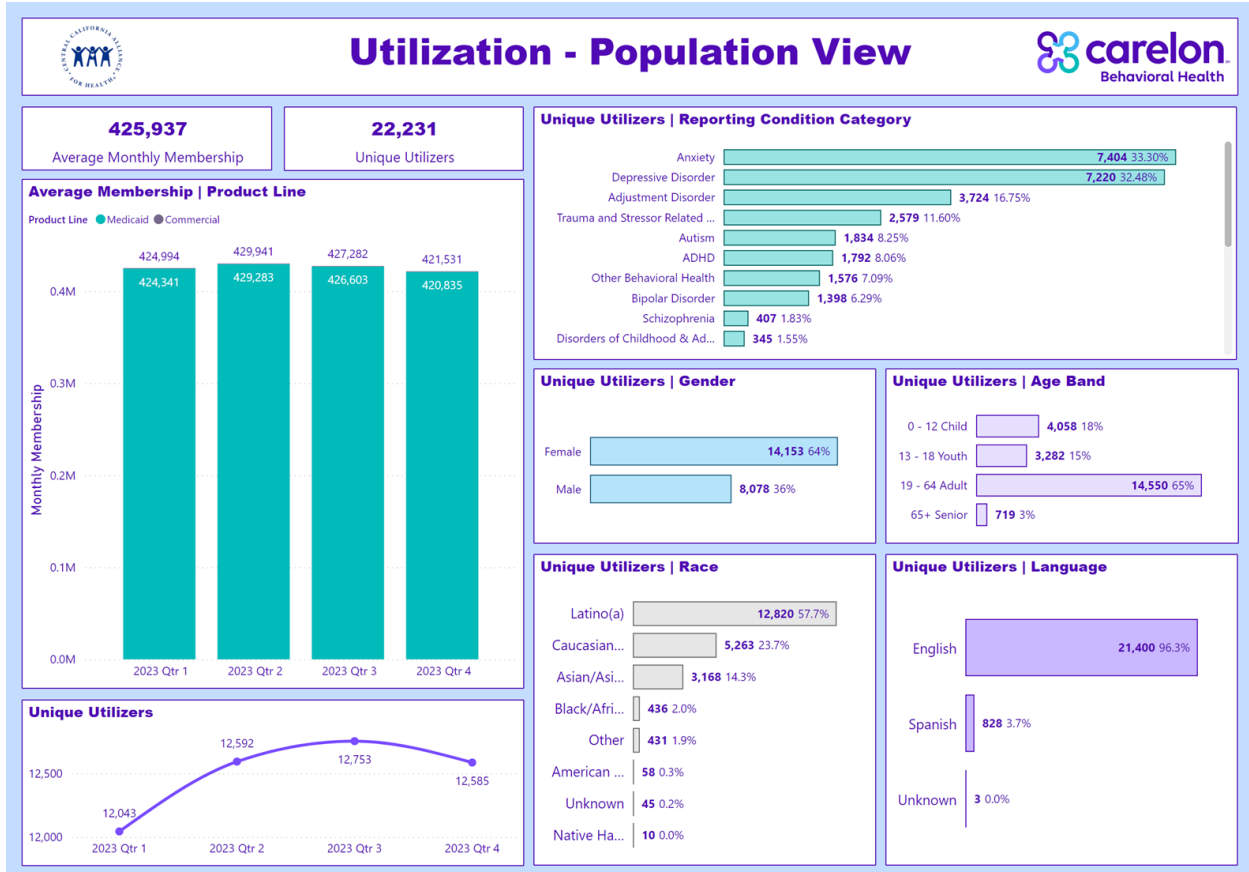 CENTRAL CALIFORNIA ALLIANCE
FOR HEALTH
Utilization - Population View
carelon
Behavioral Health
425,937
Average Monthly Membership
22,231
Unique Utilizers
Average Membership | Product Line
Product Line Medicaid Commercial
Monthly Membership
0.4M
0.3M
0.2M
0.1M
0.0M
424,994
429,941
427,282
421,531
424,341
429,283
426,603
420,835
2023 Qtr 1
2023 Qtr 2
2023 Qtr 3
2023 Qtr 4
Unique Utilizers
12,500
12,000
12,043
12,592
12,753
12,585
2023 Qtr 1
2023 Qtr 2
2023 Qtr 3
2023 Qtr 4
Unique Utilizers | Reporting Condition Category
Anxiety 7,404 33.30%
Depressive Disorder 7,220 32.48%
Adjustment Disorder 3,724 16.75%
Trauma and Stressor Related ... 2,579 11.60%
Autism 1,834 8.25%
ADHD 1,792 8.06%
Other Behavioral Health 1,576 7.09%
Bipolar Disorder 1,398 6.29%
Schizophrenia 407 1.83%
Disorders of Childhood & Ad... 345 1.55%
Unique Utilizers | Gender
Female 14,153 64%
Male 8,078 36%
Unique Utilizers | Age Band
0 - 12 Child 4,058 18%
13 - 18 Youth 3,282 15%
19 - 64 Adult 14,550 65%
65+ Senior 719 3%
Unique Utilizers | Race
Latino(a) 12,820 57.7%
Caucasian... 5,263 23.7%
Asian/Asi... 3,168 14.3%
Black/Afri... 436 2.0%
Other 431 1.9%
American ... 58 0.3%
Unknown 45 0.2%
Native Ha... 10 0.0%
Unique Utilizers | Language
English 21,400 96.3%
Spanish 828 3.7%
Unknown 3 0.0%